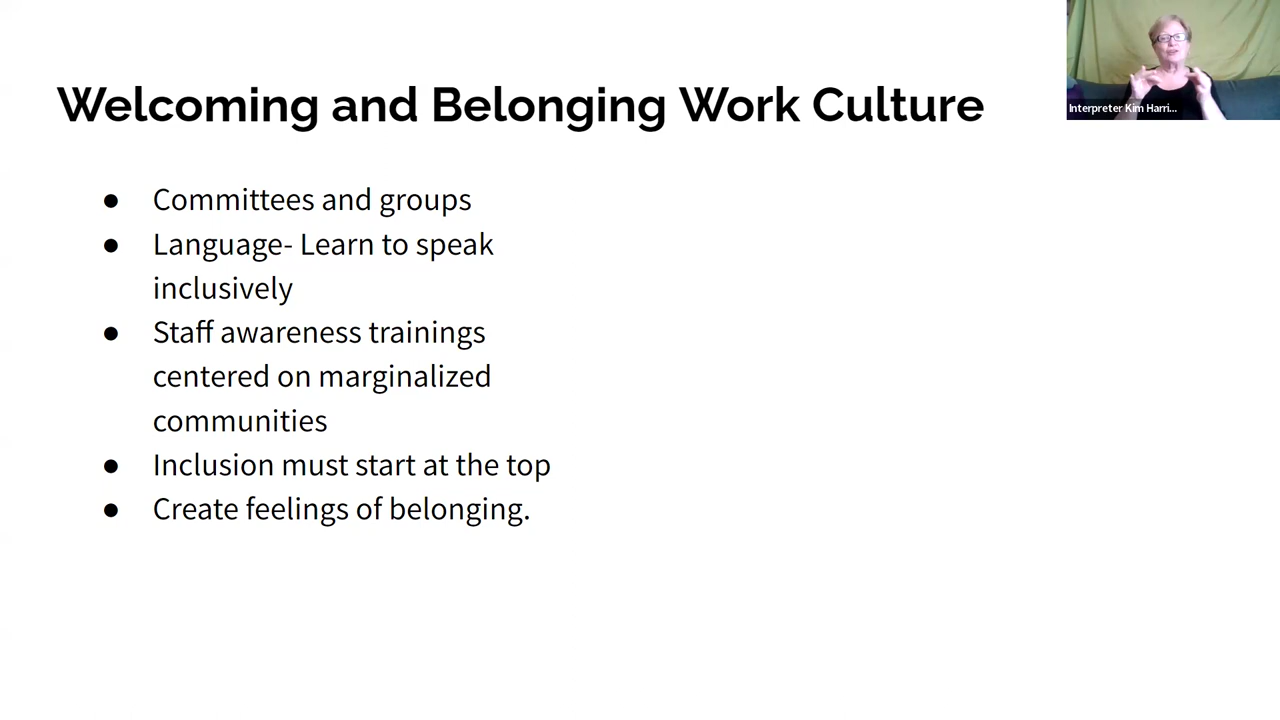 Welcoming and Belonging Work Culture
Interpreter Kim Harri...
● Committees and groups
● Language- Learn to speak
inclusively
● Staff awareness trainings
centered on marginalized
communities
● Inclusion must start at the top
● Create feelings of belonging.